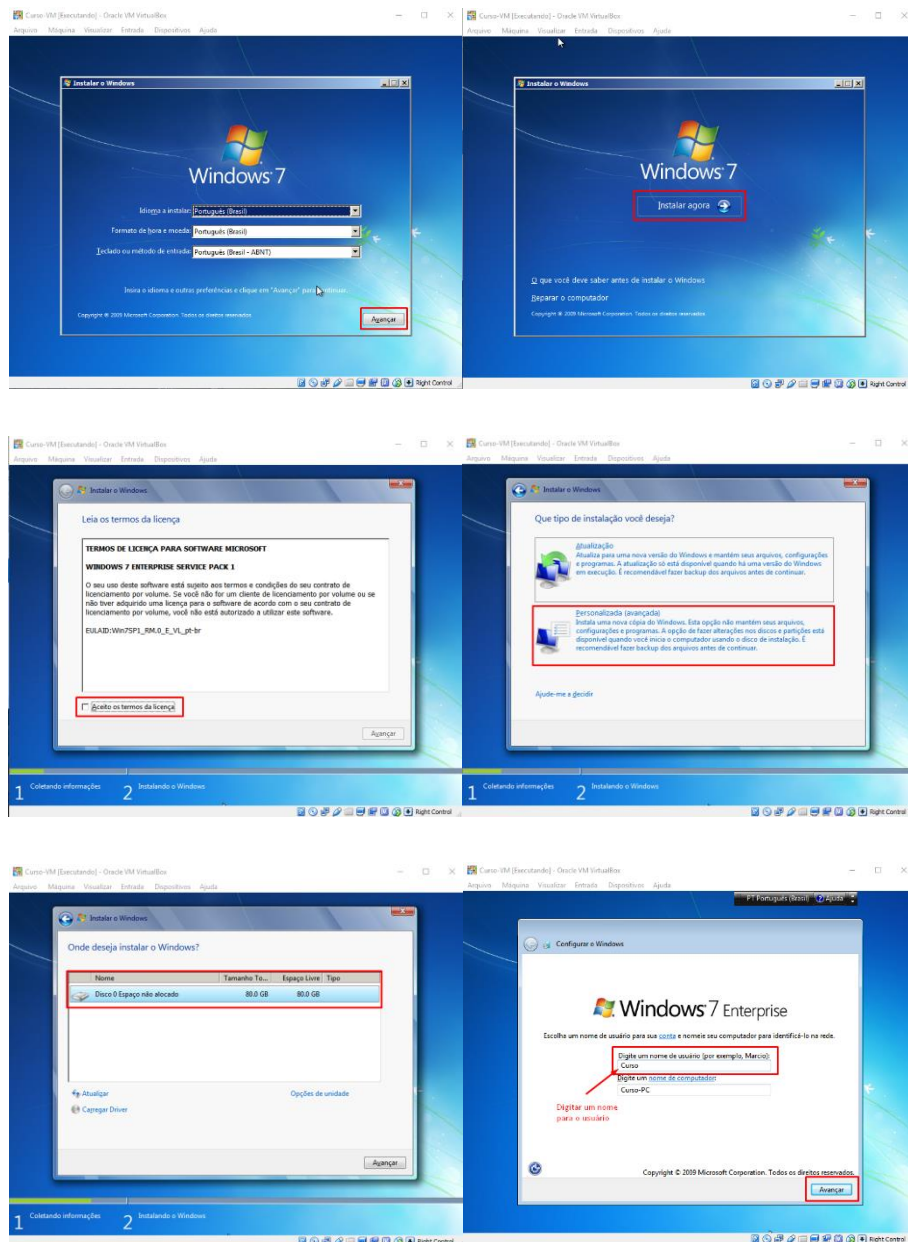 Curso-VM [Executando] - Oracle VM VirtualBox
Arquivo Máquina Visualizar Entrada Dispositivos Ajuda
Instalar o Windows
Windows 7
Idioma a instalar: Português (Brasil)
Formato de hora e moeda: Português (Brasil)
Teclado ou método de entrada: Português (Brasil - ABNT)
Insira o idioma e outras preferências e clique em "Avançar" para continuar.
Copyright © 2009 Microsoft Corporation. Todos os direitos reservados.
Avançar
Right Control
Curso-VM [Executando] - Oracle VM VirtualBox
Arquivo Máquina Visualizar Entrada Dispositivos Ajuda
Instalar o Windows
Windows 7
Instalar agora
O que você deve saber antes de instalar o Windows
Reparar o computador
Copyright © 2009 Microsoft Corporation. Todos os direitos reservados.
Right Control
Curso-VM [Executando] - Oracle VM VirtualBox
Arquivo Máquina Visualizar Entrada Dispositivos Ajuda
Instalar o Windows
Leia os termos da licença
TERMOS DE LICENÇA PARA SOFTWARE MICROSOFT
WINDOWS 7 ENTERPRISE SERVICE PACK 1
O seu uso deste software está sujeito aos termos e condições do seu contrato de
licenciamento por volume. Se você não for um cliente de licenciamento por volume ou se
não tiver adquirido uma licença para o software de acordo com o seu contrato de
licenciamento por volume, você não está autorizado a utilizar este software.
EULAID:Win7SP1_RM.0_E_VL_pt-br
Aceito os termos da licença
Avançar
1 Coletando informações 2 Instalando o Windows
Right Control
Curso-VM [Executando] - Oracle VM VirtualBox
Arquivo Máquina Visualizar Entrada Dispositivos Ajuda
Instalar o Windows
Que tipo de instalação você deseja?
Atualização
Atualiza para uma nova versão do Windows e mantém seus arquivos, configurações
e programas. A atualização só está disponível quando há uma versão do Windows
em execução. É recomendável fazer backup dos arquivos antes de continuar.
Personalizada (avançada)
Instala uma nova cópia do Windows. Esta opção não mantém seus arquivos,
configurações e programas. A opção de fazer alterações nos discos e partições está
disponível quando você inicia o computador usando o disco de instalação. É
recomendável fazer backup dos arquivos antes de continuar.
Ajude-me a decidir
1 Coletando informações 2 Instalando o Windows
Right Control
Curso-VM [Executando] - Oracle VM VirtualBox
Arquivo Máquina Visualizar Entrada Dispositivos Ajuda
Instalar o Windows
Onde deseja instalar o Windows?
Nome Tamanho To... Espaço Livre Tipo
Disco 0 Espaço não alocado 80.0 GB 80.0 GB
Atualizar Opções de unidade
Carregar Driver
Avançar
1 Coletando informações 2 Instalando o Windows
Right Control
Curso-VM [Executando] - Oracle VM VirtualBox
Arquivo Máquina Visualizar Entrada Dispositivos Ajuda
PT Português (Brasil) Ajuda
Configurar o Windows
Windows 7 Enterprise
Escolha um nome de usuário para sua conta e nomeie seu computador para identificá-lo na rede.
Digite um nome de usuário (por exemplo, Marcio):
Curso
Digite um nome de computador:
Curso-PC
Digitar um nome
para o usuário
Copyright © 2009 Microsoft Corporation. Todos os direitos reservados.
Avançar
Right Control